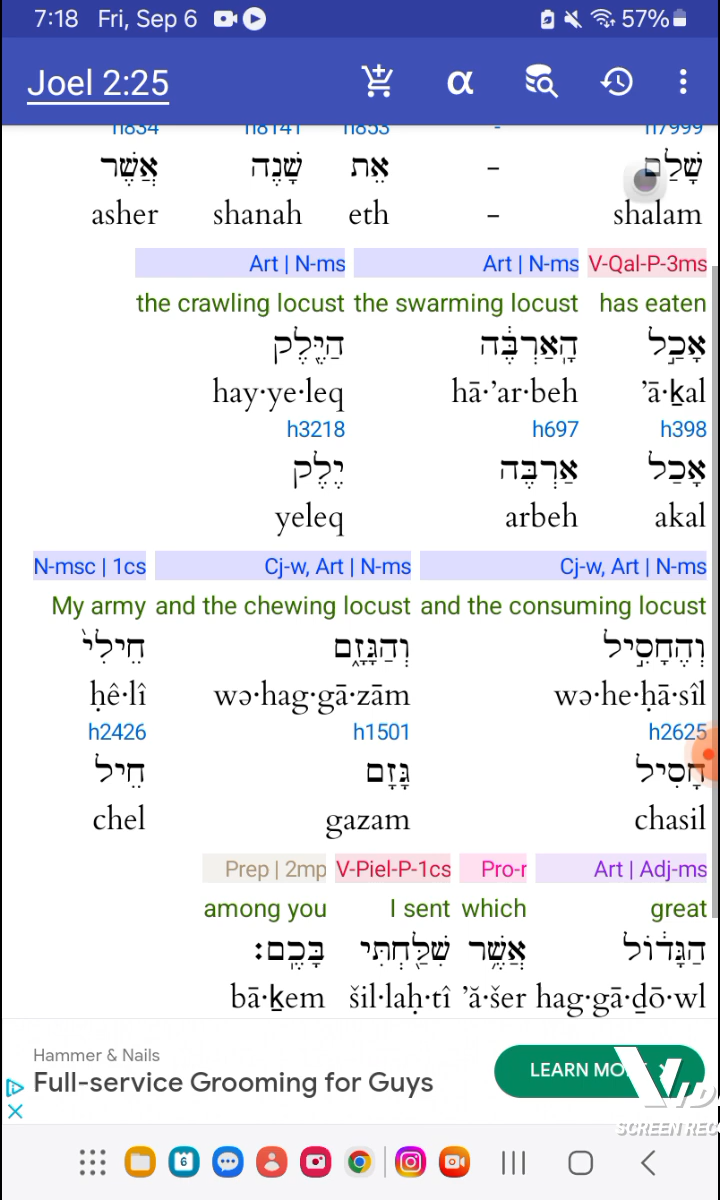 7:18 Fri, Sep 6 57%
Joel 2:25 α
h834 h8141 h853 - h7999
שָׁלַם - אֵת שָׁנֶה אֲשֶׁר
asher shanah eth - shalam
Art | N-ms Art | N-ms V-Qal-P-3ms
the crawling locust the swarming locust has eaten
אָכַ֣ל הָֽאַרְבֶּ֔ה הַיֶּ֖לֶק
hay·ye·leq hā·’ar·beh ’ā·ḵal
h3218 h697 h398
אָכַל אַרְבֶּה יֶלֶק
yeleq arbeh akal
N-msc | 1cs Cj-w, Art | N-ms Cj-w, Art | N-ms
My army and the chewing locust and the consuming locust
וְהֶחָסִ֣יל וְהַגָּזָ֑ם חֵילִי֙
ḥê·lî wə·hag·gā·zām wə·he·ḥā·sîl
h2426 h1501 h2625
חָסִיל גָּזָם חֵיל
chel gazam chasil
Prep | 2mp V-Piel-P-1cs Pro-r Art | Adj-ms
among you I sent which great
הַגָּד֔וֹל אֲשֶׁ֥ר שִׁלַּ֖חְתִּי בָּכֶֽם׃
bā·ḵem šil·laḥ·tî ’ă·šer hag·gā·ḏō·wl
Hammer & Nails
Full-service Grooming for Guys
LEARN MO
6
SCREEN REC